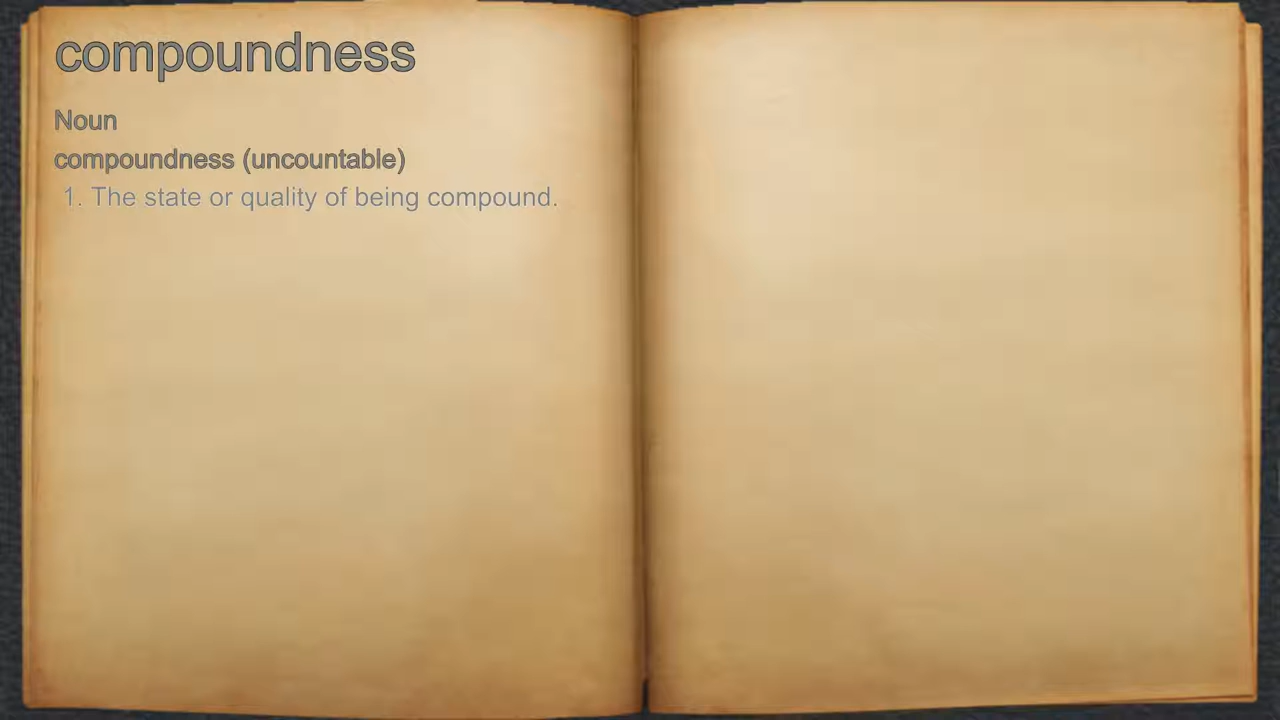 compoundness
Noun
compoundness (uncountable)
1. The state or quality of being compound.